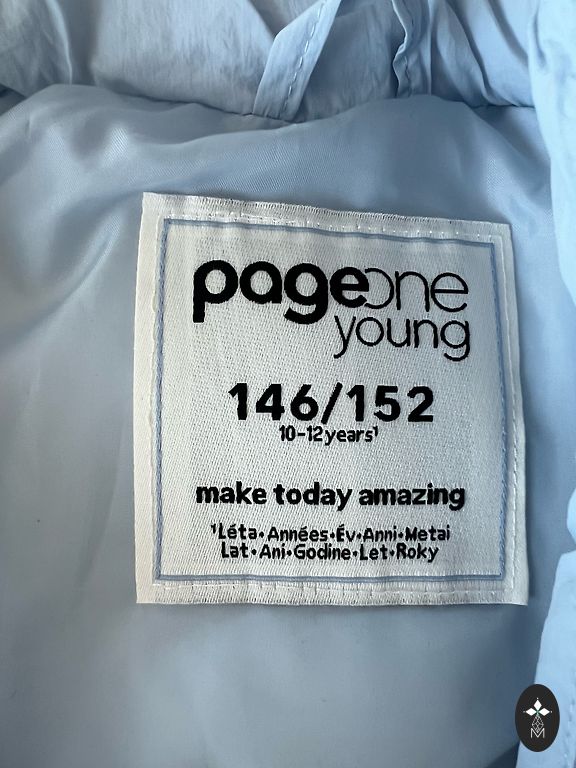 pageone
young
146/152
10-12years¹
make today amazing
¹Léta•Années•Év•Anni•Metai
Lat•Ani•Godine•Let•Roky
M